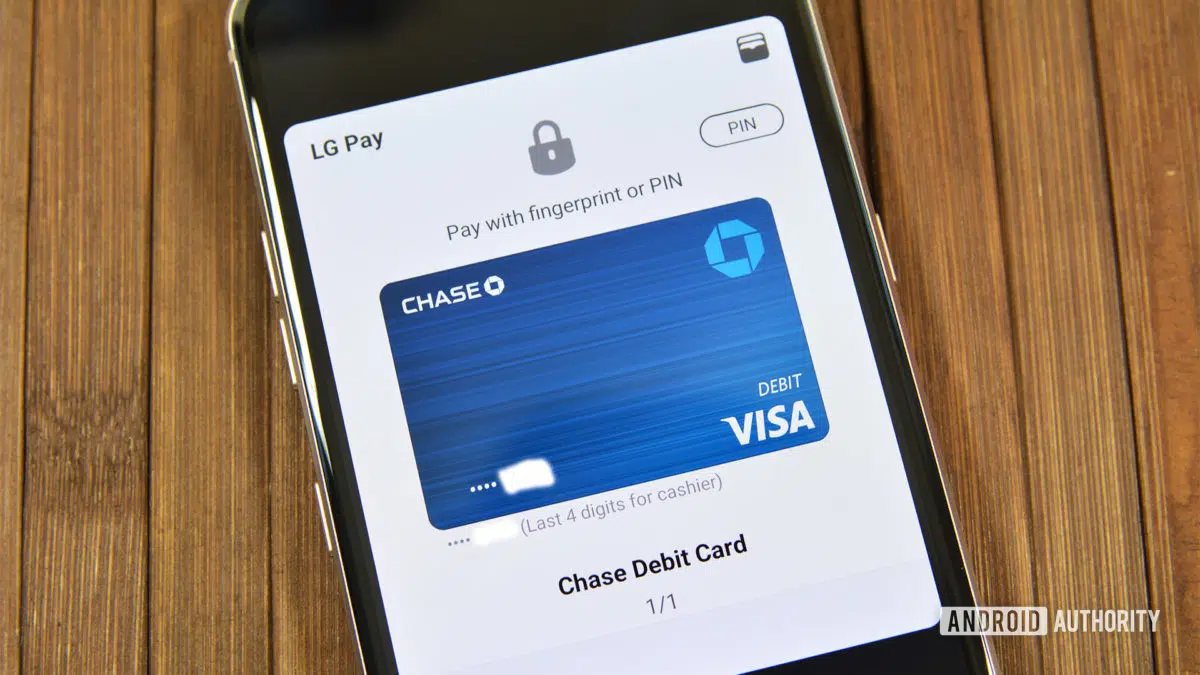 LG Pay
PIN
Pay with fingerprint or PIN
CHASE
DEBIT
VISA
••••
•••• (Last 4 digits for cashier)
Chase Debit Card
1/1
ANDROID AUTHORITY